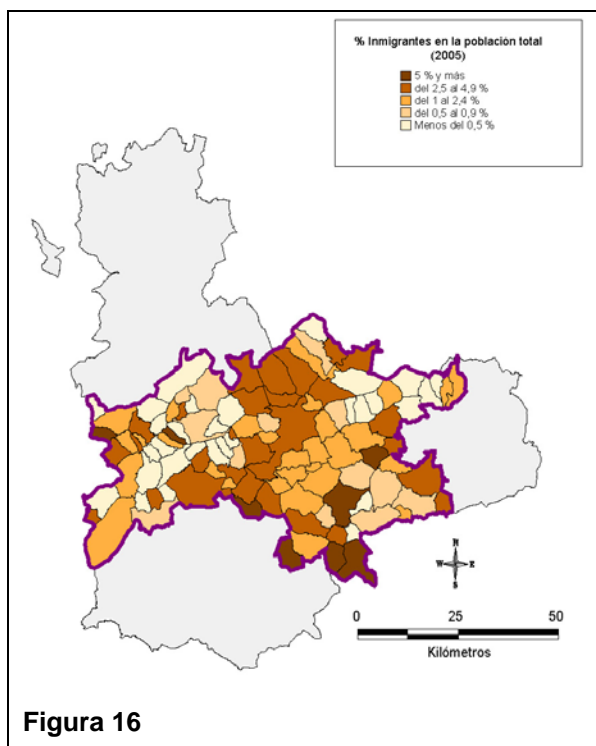 % Inmigrantes en la población total
(2005)
5 % y más
del 2,5 al 4,9 %
del 1 al 2,4 %
del 0,5 al 0,9 %
Menos del 0,5 %
N
W E
S
0 25 50
Kilómetros
Figura 16